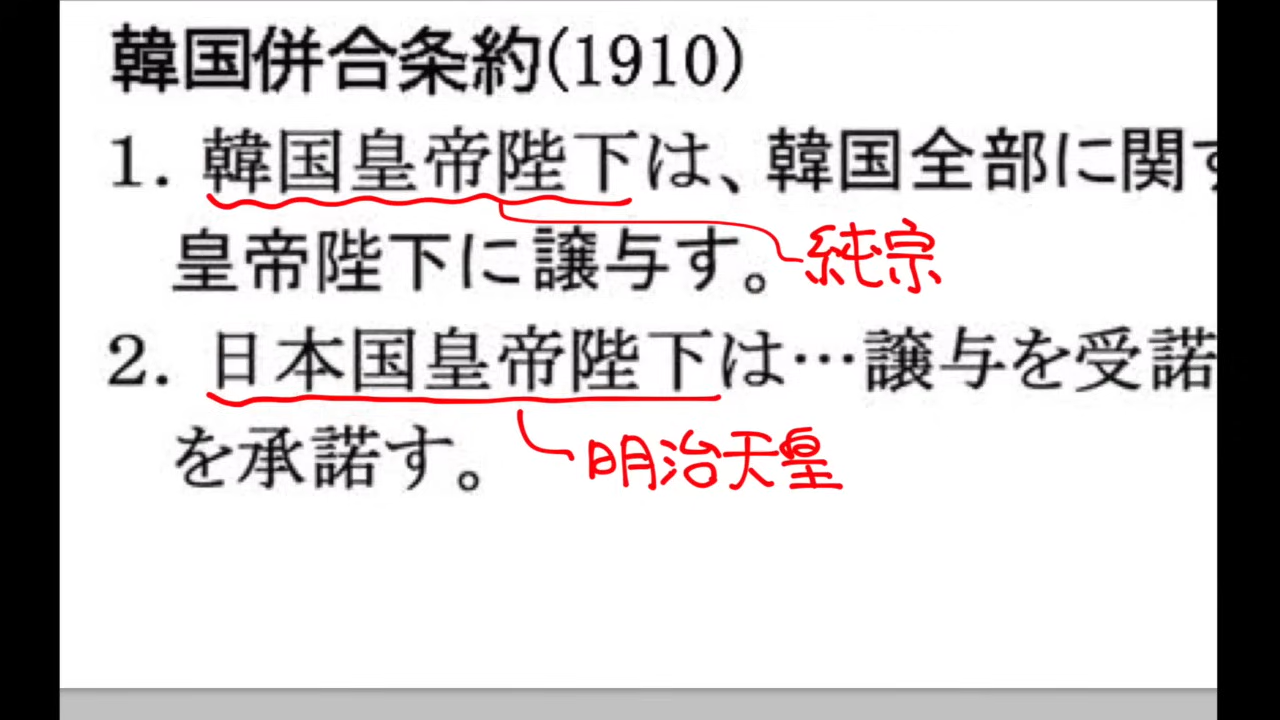 韓国併合条約(1910)
1. 韓国皇帝陛下は、韓国全部に関す
皇帝陛下に譲与す。
純宗
2. 日本国皇帝陛下は…譲与を受諾
を承諾す。
明治天皇